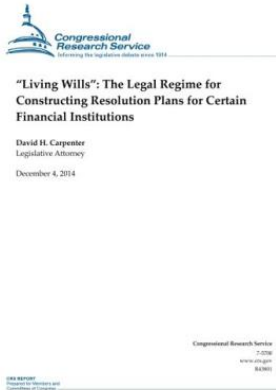 Congressional
Research Service
Informing the legislative debate since 1914
“Living Wills”: The Legal Regime for
Constructing Resolution Plans for Certain
Financial Institutions
David H. Carpenter
Legislative Attorney
December 4, 2014
Congressional Research Service
7-5700
www.crs.gov
R43801
CRS REPORT
Prepared for Members and
Committees of Congress